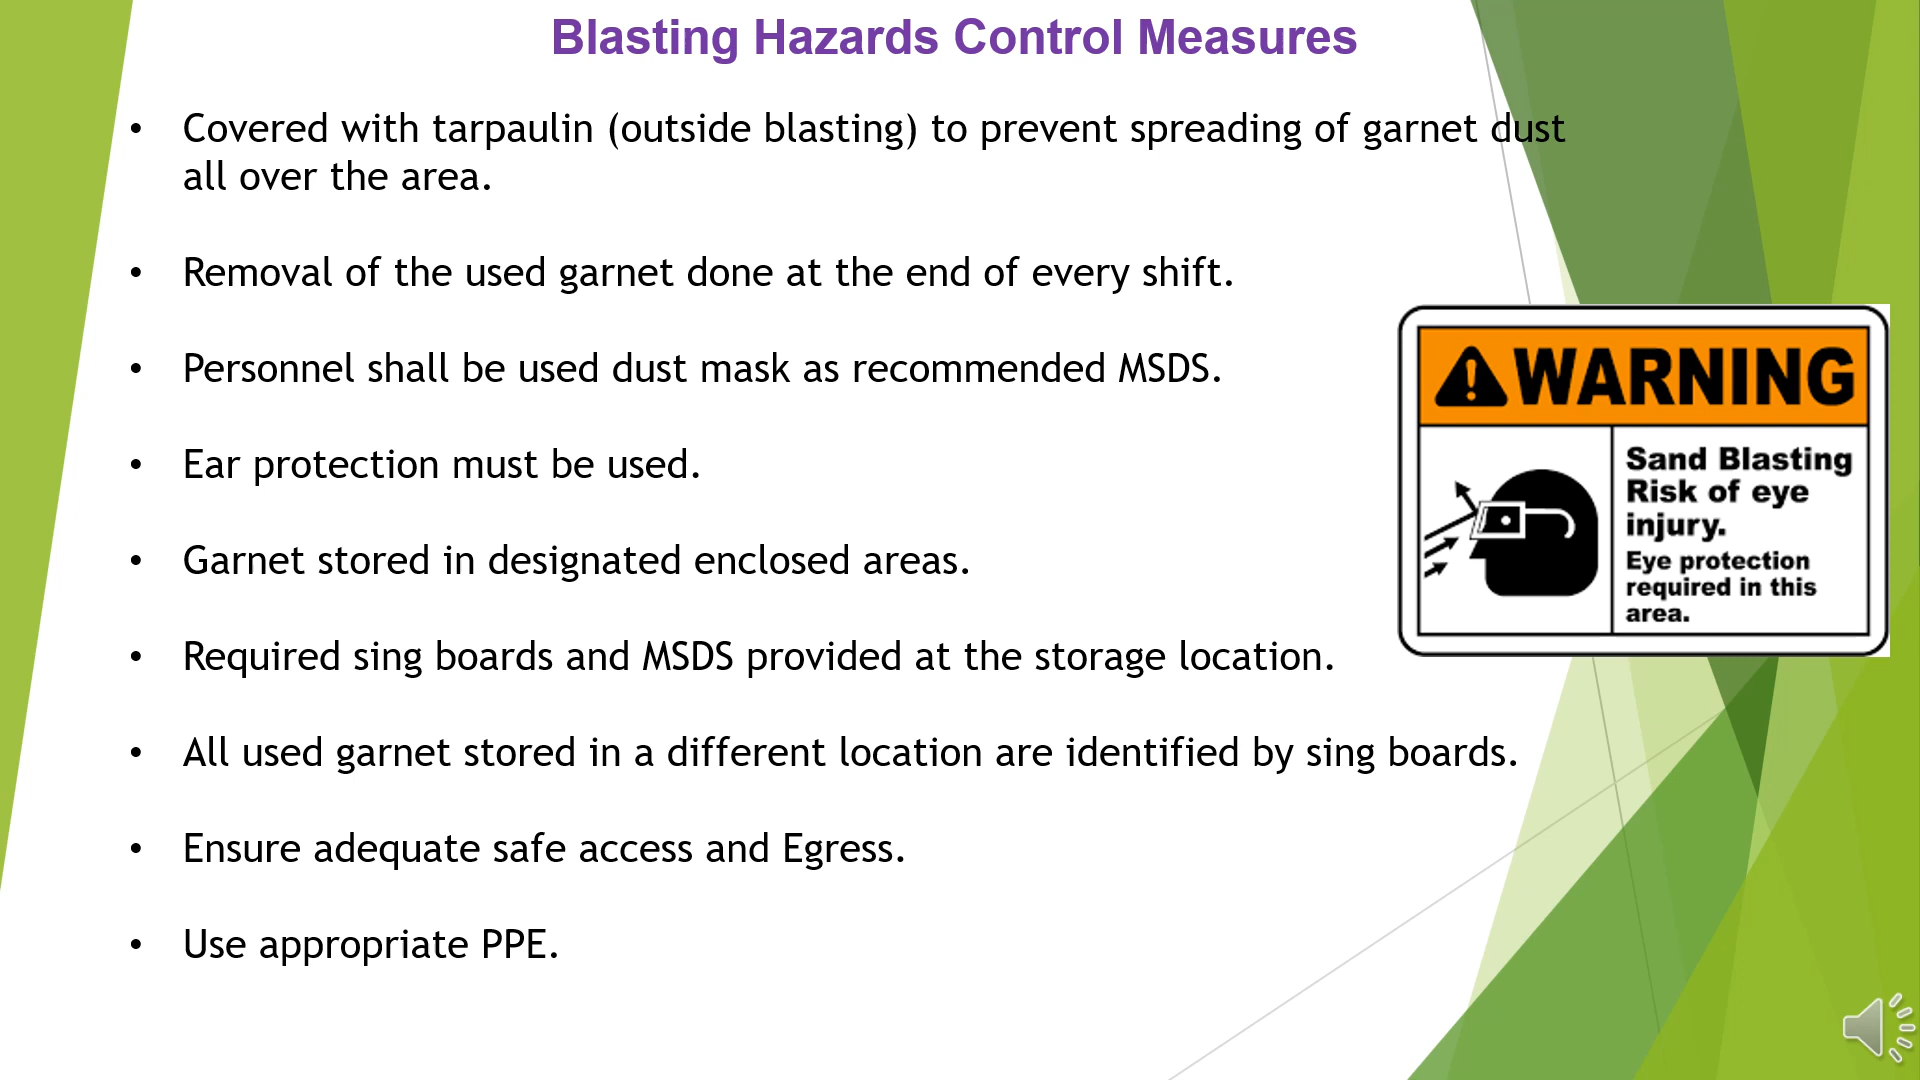 Blasting Hazards Control Measures
• Covered with tarpaulin (outside blasting) to prevent spreading of garnet dust
all over the area.
• Removal of the used garnet done at the end of every shift.
• Personnel shall be used dust mask as recommended MSDS.
• Ear protection must be used.
• Garnet stored in designated enclosed areas.
• Required sing boards and MSDS provided at the storage location.
• All used garnet stored in a different location are identified by sing boards.
• Ensure adequate safe access and Egress.
• Use appropriate PPE.
WARNING
Sand Blasting
Risk of eye
injury.
Eye protection
required in this
area.